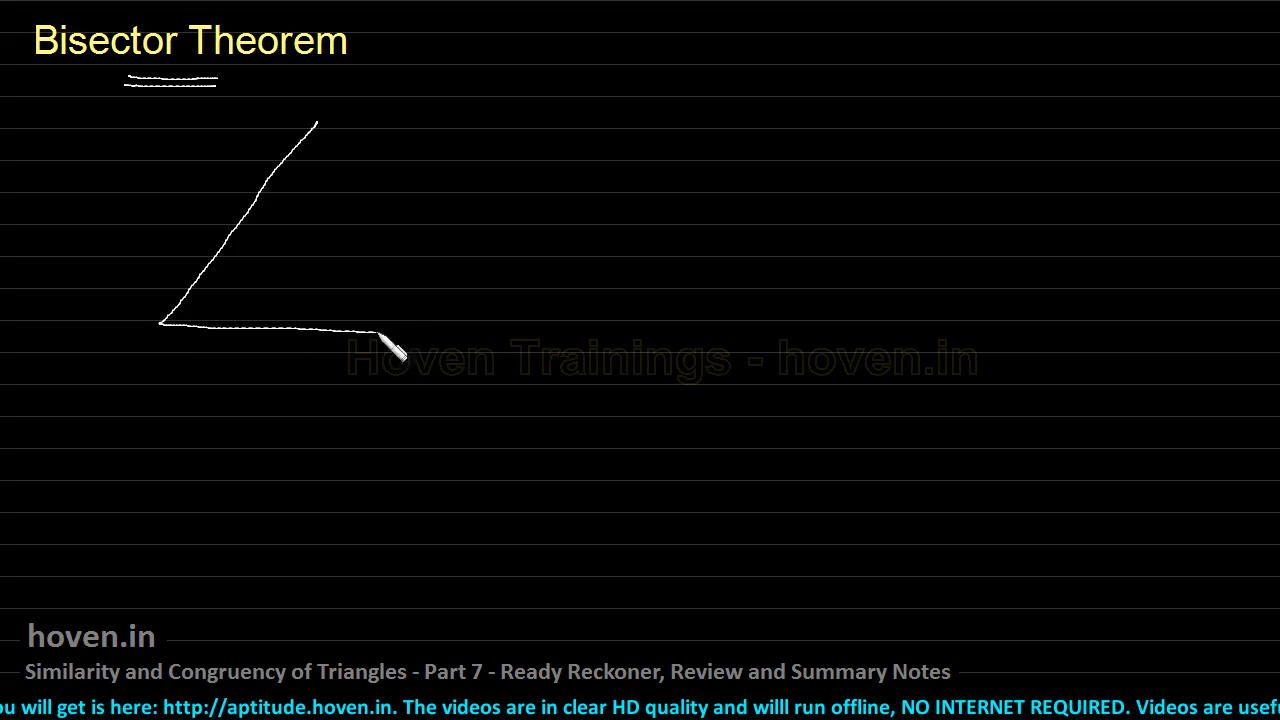 Bisector Theorem
Hoven Trainings - hoven.in
hoven.in
Similarity and Congruency of Triangles - Part 7 - Ready Reckoner, Review and Summary Notes
ou will get is here: http://aptitude.hoven.in. The videos are in clear HD quality and willl run offline, NO INTERNET REQUIRED. Videos are usefu